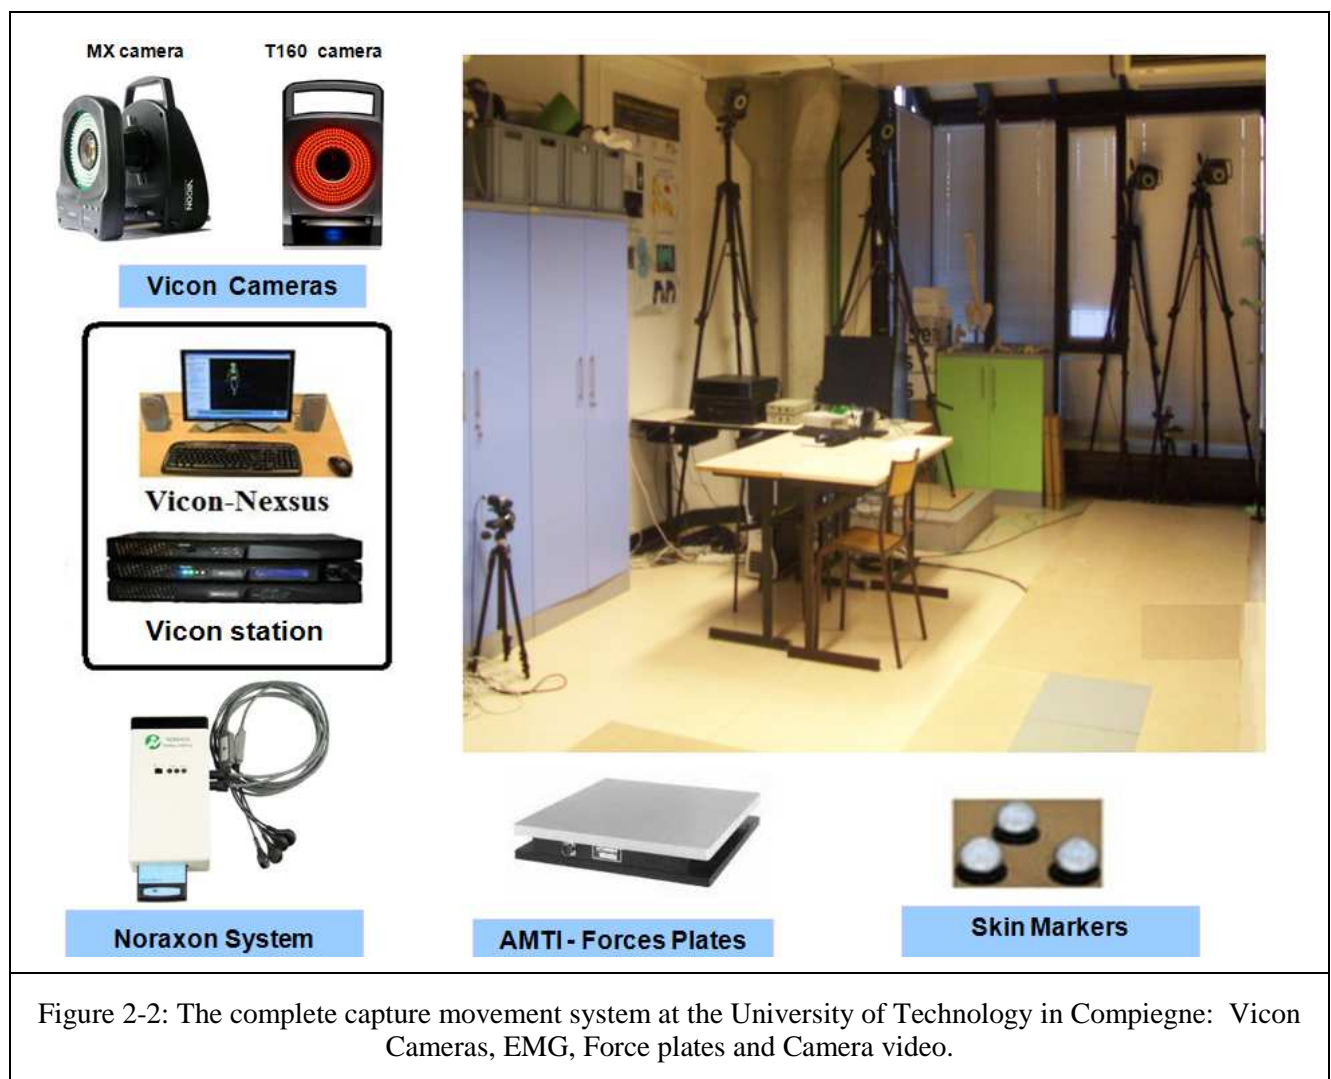 MX camera
T160 camera
VICON
Vicon Cameras
Vicon-Nexsus
Vicon station
NORAXON
Noraxon System
AMTI - Forces Plates
Skin Markers
Figure 2-2: The complete capture movement system at the University of Technology in Compiegne: Vicon
Cameras, EMG, Force plates and Camera video.